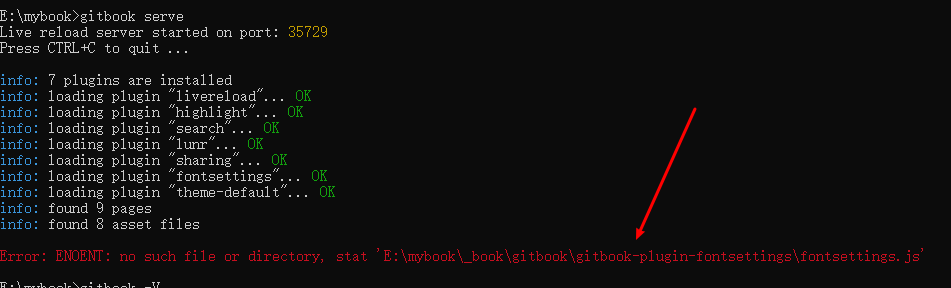 E:\mybook>gitbook serve
Live reload server started on port: 35729
Press CTRL+C to quit ...
info: 7 plugins are installed
info: loading plugin "livereload"... OK
info: loading plugin "highlight"... OK
info: loading plugin "search"... OK
info: loading plugin "lunr"... OK
info: loading plugin "sharing"... OK
info: loading plugin "fontsettings"... OK
info: loading plugin "theme-default"... OK
info: found 9 pages
info: found 8 asset files
Error: ENOENT: no such file or directory, stat 'E:\mybook\_book\gitbook\gitbook-plugin-fontsettings\fontsettings.js'
E:\mybook>gitbook -V